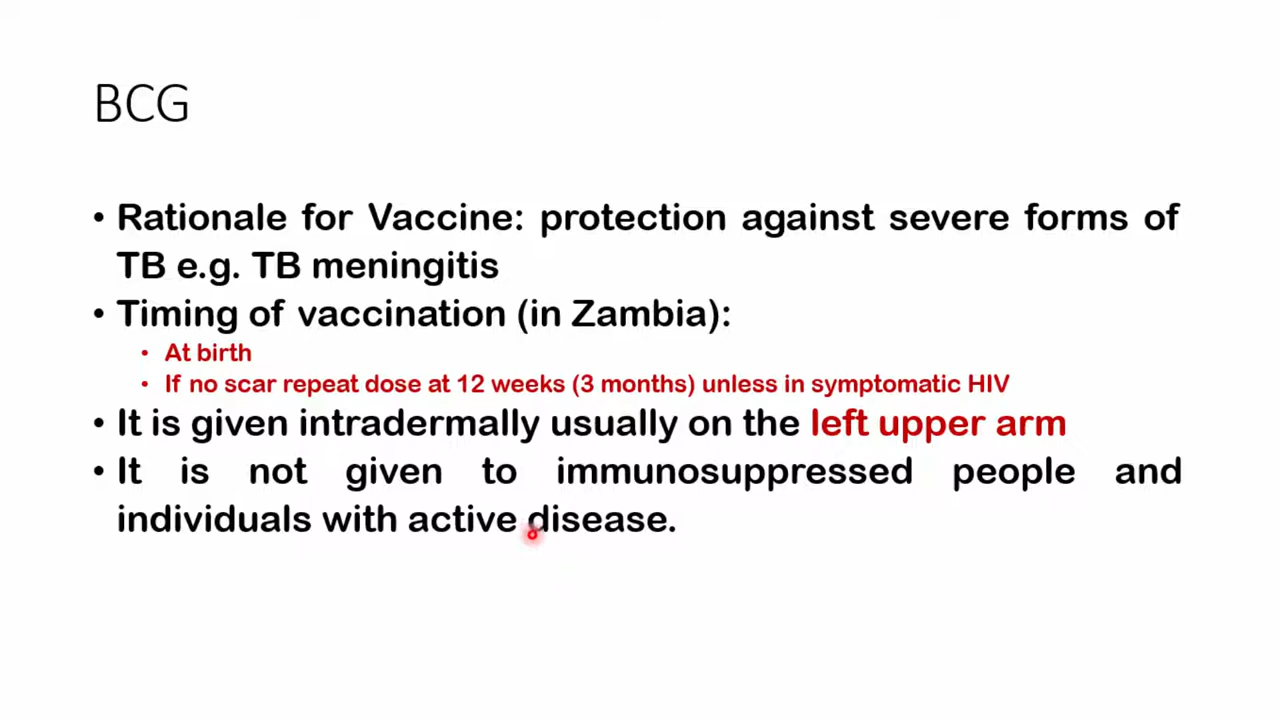 BCG
• Rationale for Vaccine: protection against severe forms of
TB e.g. TB meningitis
• Timing of vaccination (in Zambia):
• At birth
• If no scar repeat dose at 12 weeks (3 months) unless in symptomatic HIV
• It is given intradermally usually on the left upper arm
• It is not given to immunosuppressed people and
individuals with active disease.